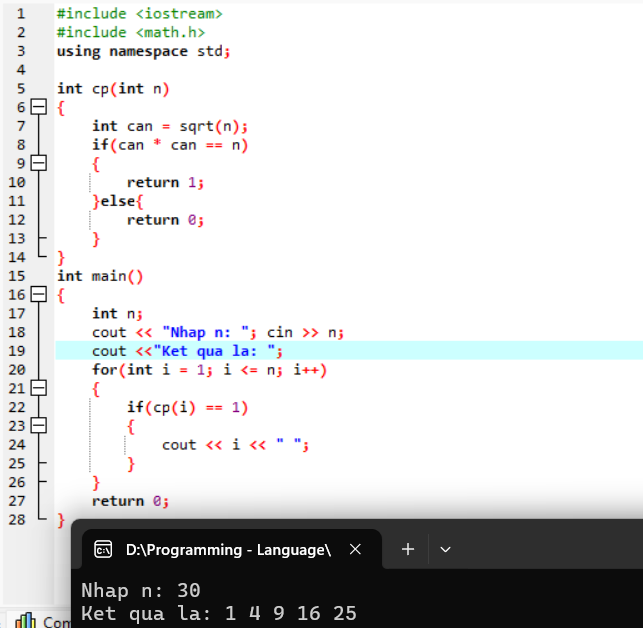 1 #include <iostream>
2 #include <math.h>
3 using namespace std;
4
5 int cp(int n)
6 {
7 int can = sqrt(n);
8 if(can * can == n)
9 {
10 return 1;
11 }else{
12 return 0;
13 }
14 }
15 int main()
16 {
17 int n;
18 cout << "Nhap n: "; cin >> n;
19 cout <<"Ket qua la: ";
20 for(int i = 1; i <= n; i++)
21 {
22 if(cp(i) == 1)
23 {
24 cout << i << " ";
25 }
26 }
27 return 0;
28 }
D:\Programming - Language\
Nhap n: 30
Ket qua la: 1 4 9 16 25